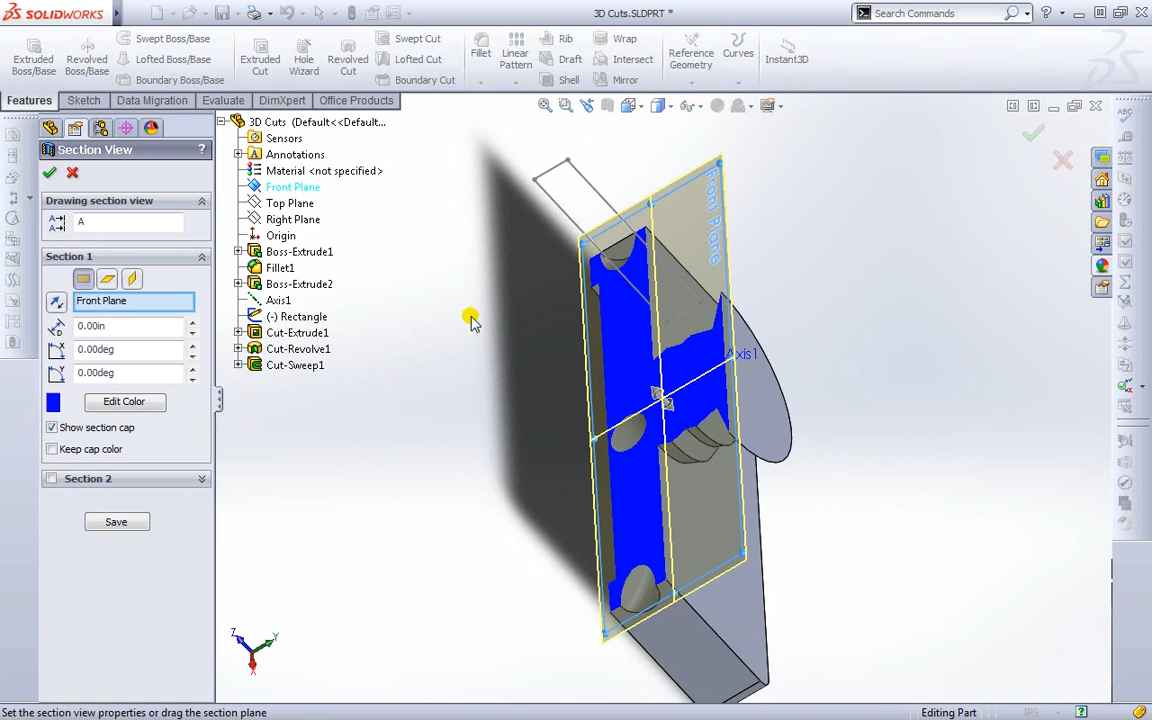 SOLIDWORKS
3D Cuts.SLDPRT *
Search Commands
Extruded Boss/Base
Revolved Boss/Base
Swept Boss/Base
Lofted Boss/Base
Boundary Boss/Base
Extruded Cut
Hole Wizard
Revolved Cut
Swept Cut
Lofted Cut
Boundary Cut
Fillet
Linear Pattern
Rib
Draft
Shell
Wrap
Intersect
Mirror
Reference Geometry
Curves
Instant3D
Features
Sketch
Data Migration
Evaluate
DimXpert
Office Products
Section View
?
Drawing section view
A
Section 1
Front Plane
0.00in
0.00deg
0.00deg
Edit Color
Show section cap
Keep cap color
Section 2
Save
3D Cuts (Default<<Default...
Sensors
Annotations
Material <not specified>
Front Plane
Top Plane
Right Plane
Origin
Boss-Extrude1
Fillet1
Boss-Extrude2
Axis1
(-) Rectangle
Cut-Extrude1
Cut-Revolve1
Cut-Sweep1
Front Plane
Axis1
Z
Y
X
Set the section view properties or drag the section plane
Editing Part
IPS